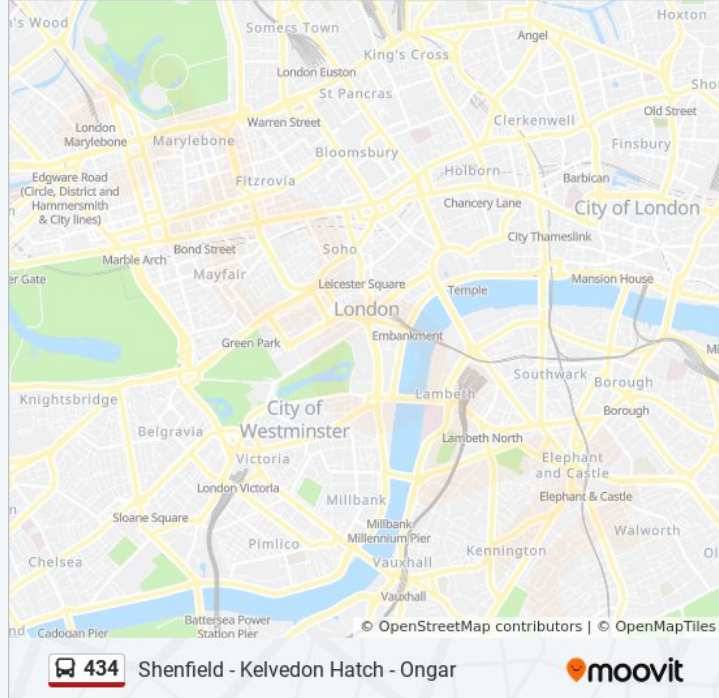 's Wood
Somers Town
Hoxton
Angel
King's Cross
London Euston
St Pancras
Sho
Old Street
London
Marylebone
Marylebone
Warren Street
Clerkenwell
Finsbury
Bloomsbury
Edgware Road
(Circle, District and
Hammersmith
& City lines)
Fitzrovia
Holborn
Barbican
Chancery Lane
City of London
n
City Thameslink
Soho
Bond Street
Marble Arch
Mayfair
er Gate
Leicester Square
Temple
Mansion House
London
Embankment
Green Park
Mi
Southwark
Borough
Knightsbridge
Lambeth
City of
Westminster
Borough
Belgravia
Lambeth North
Victoria
Elephant
and Castle
London Victoria
Elephant & Castle
Millbank
n
Sloane Square
Millbank
Millennium Pier
Walworth
Pimlico
Kennington
Ol
Chelsea
Vauxhall
Vauxhall
Battersea Power
Station Pier
nd
Cadogan Pier
© OpenStreetMap contributors | © OpenMapTiles
434 Shenfield - Kelvedon Hatch - Ongar
moovit